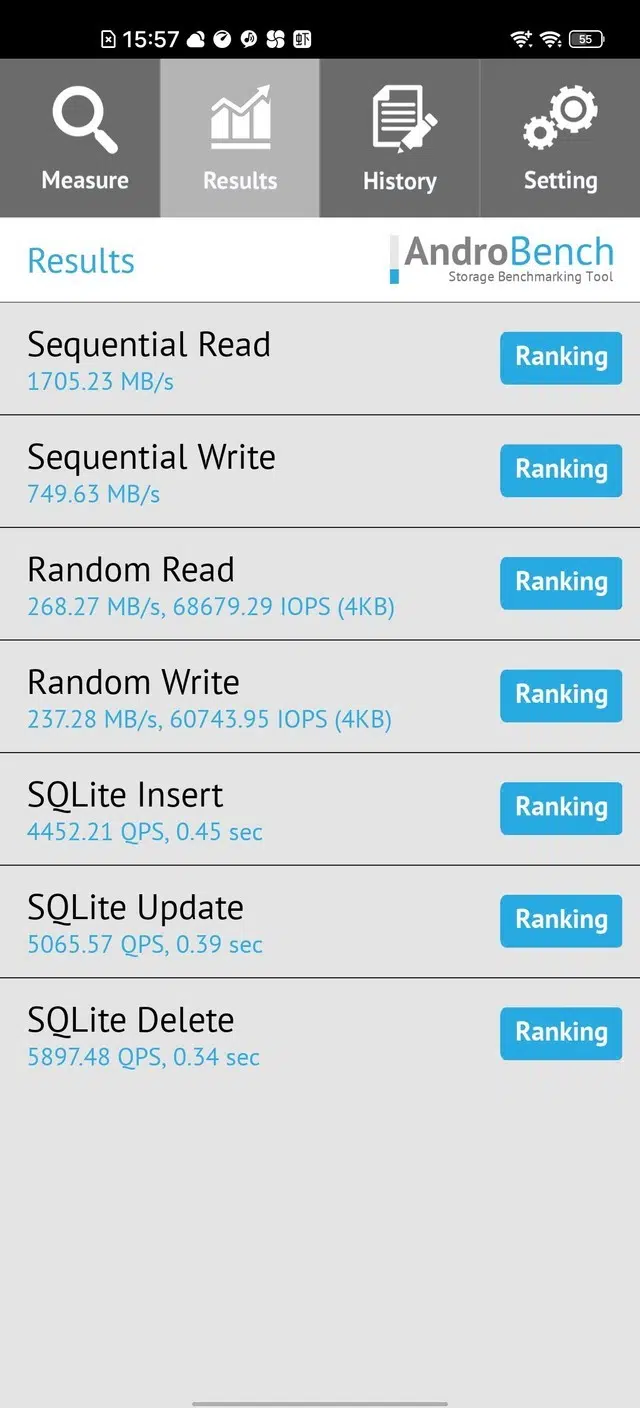 15:57 虾 55
Measure Results History Setting
Results
AndroBench
Storage Benchmarking Tool
Sequential Read
1705.23 MB/s
Ranking
Sequential Write
749.63 MB/s
Ranking
Random Read
268.27 MB/s, 68679.29 IOPS (4KB)
Ranking
Random Write
237.28 MB/s, 60743.95 IOPS (4KB)
Ranking
SQLite Insert
4452.21 QPS, 0.45 sec
Ranking
SQLite Update
5065.57 QPS, 0.39 sec
Ranking
SQLite Delete
5897.48 QPS, 0.34 sec
Ranking